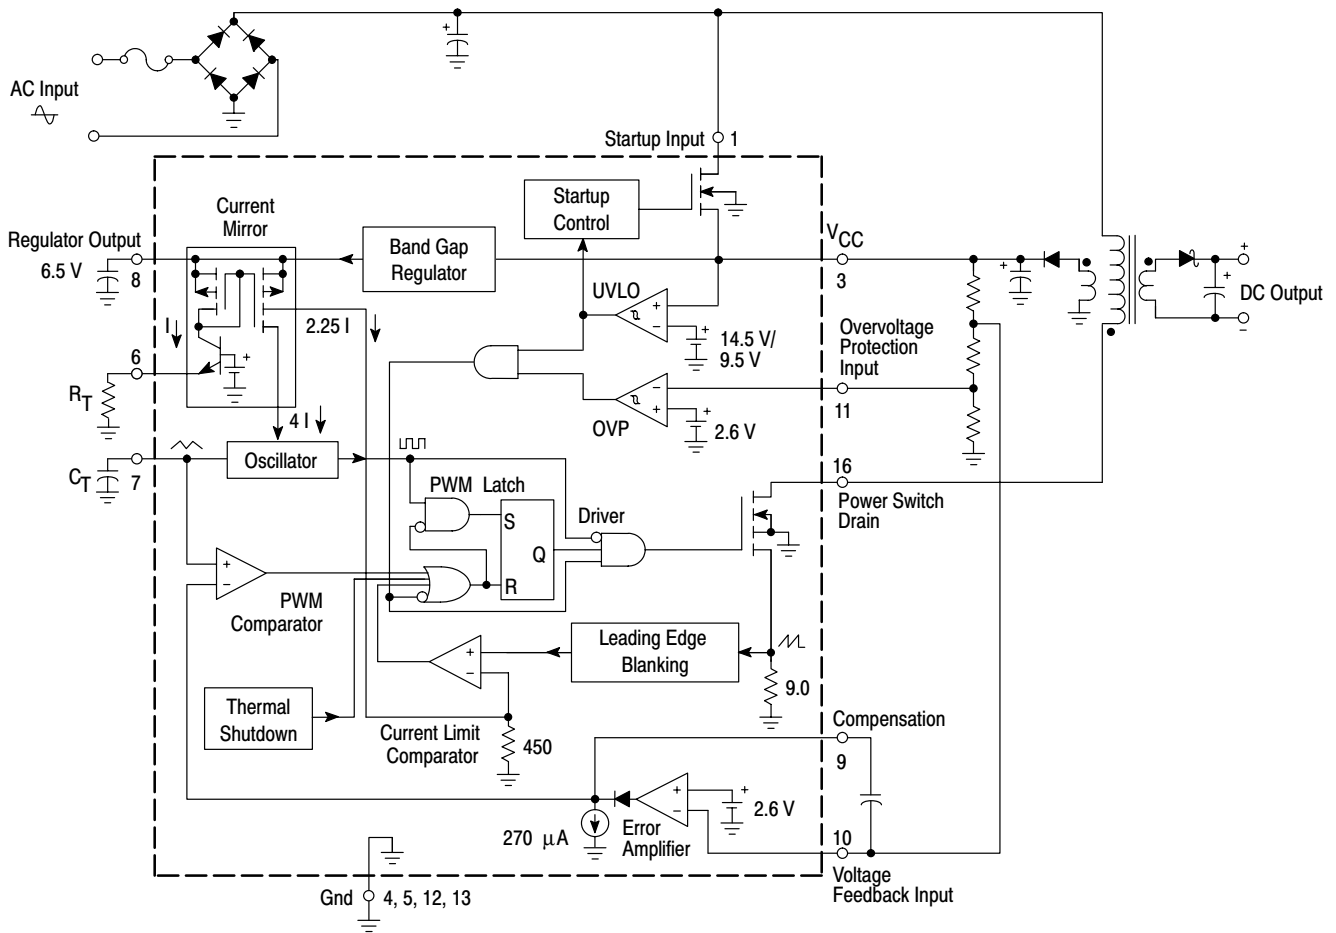 AC Input
+
Startup Input
1
Current
Mirror
Startup
Control
Regulator Output
6.5 V
8
Band Gap
Regulator
VCC
3
+
+
DC Output
+
–
UVLO
+
–
+
14.5 V/
9.5 V
I
2.25 I
Overvoltage
Protection
Input
11
6
RT
+
4 I
OVP
–
+
+
2.6 V
CT
7
Oscillator
16
Power Switch
Drain
PWM Latch
S
Q
R
Driver
+
–
PWM
Comparator
Leading Edge
Blanking
+
–
9.0
Thermal
Shutdown
Current Limit
Comparator
450
Compensation
9
270 µA
Error
Amplifier
+
–
+
2.6 V
10
Voltage
Feedback Input
Gnd
4, 5, 12, 13